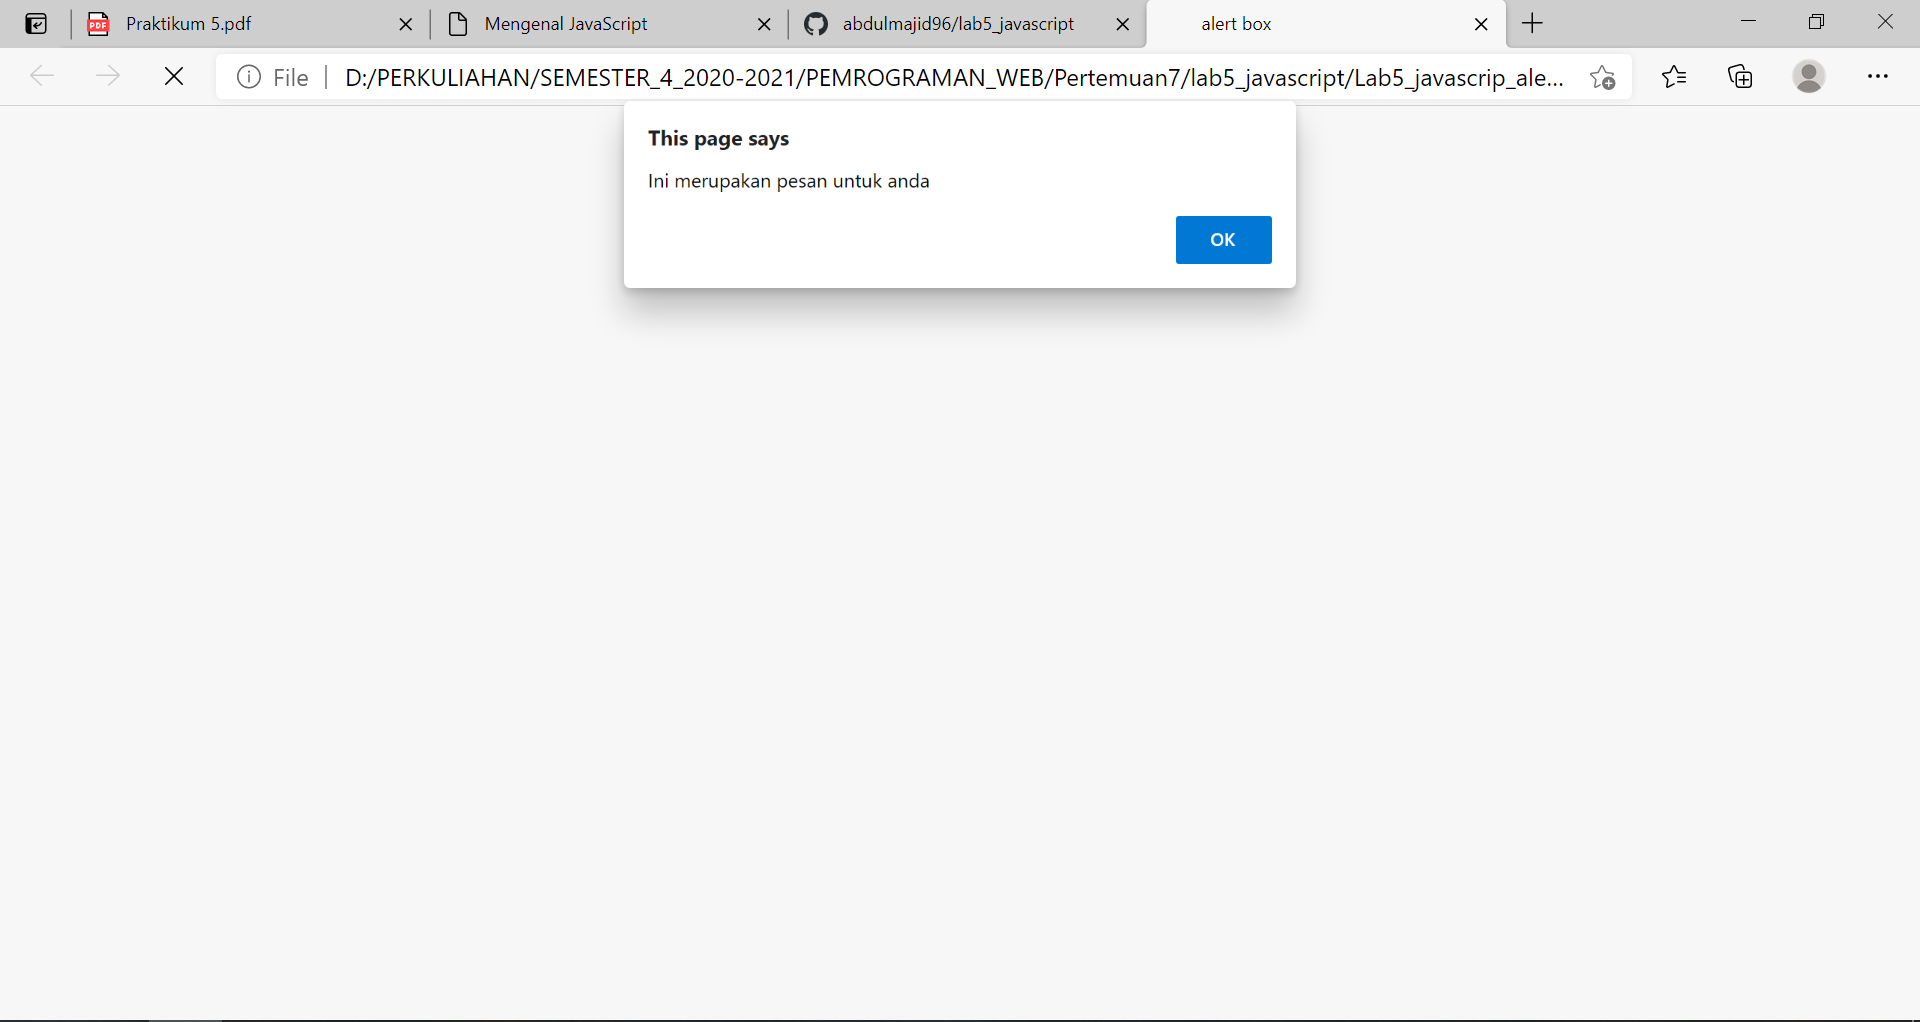 Praktikum 5.pdf
Mengenal JavaScript
abdulmajid96/lab5_javascript
alert box
File
D:/PERKULIAHAN/SEMESTER_4_2020-2021/PEMROGRAMAN_WEB/Pertemuan7/lab5_javascript/Lab5_javascrip_ale...
This page says
Ini merupakan pesan untuk anda
OK